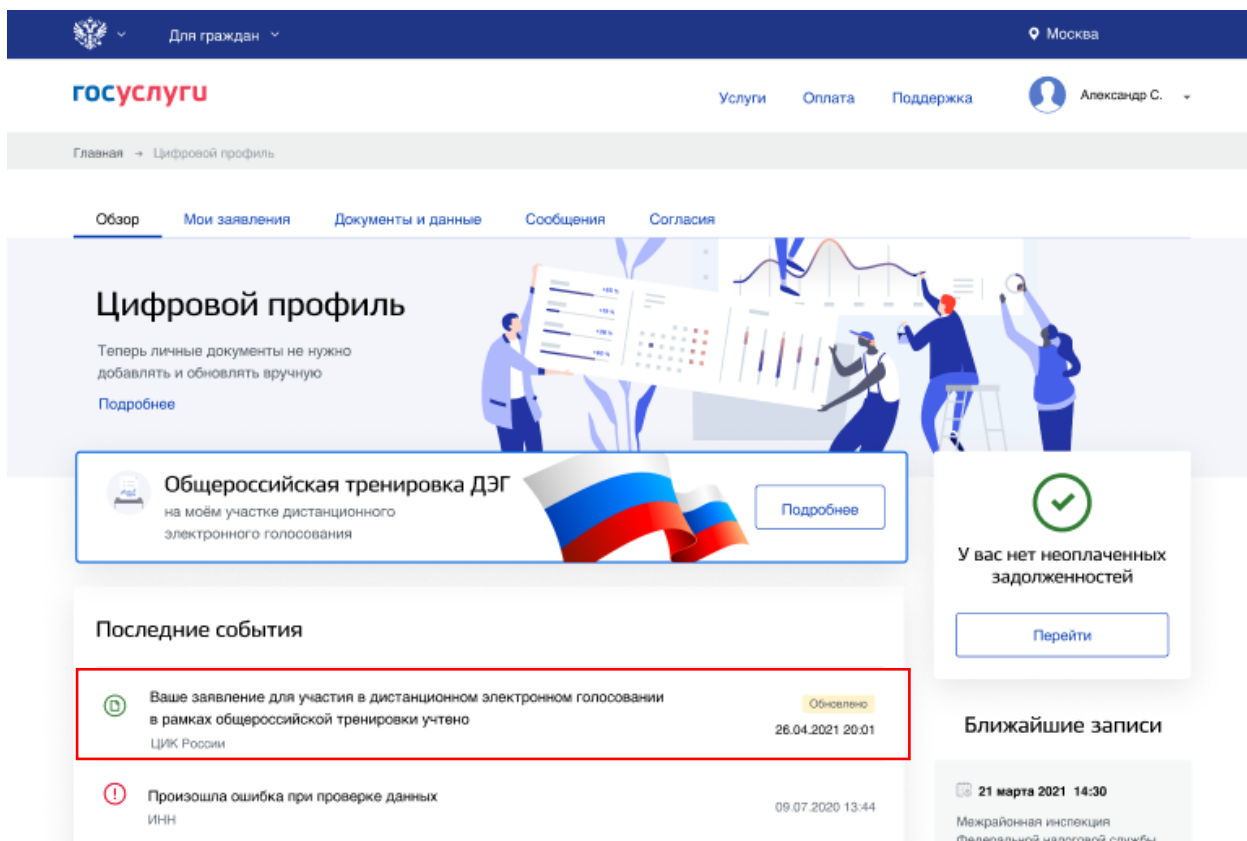 Для граждан
Москва
госуслуги
Услуги Оплата Поддержка Александр С.
Главная → Цифровой профиль
Обзор Мои заявления Документы и данные Сообщения Согласия
Цифровой профиль
Теперь личные документы не нужно
добавлять и обновлять вручную
Подробнее
Общероссийская тренировка ДЭГ
на моём участке дистанционного
электронного голосования
Подробнее
У вас нет неоплаченных
задолженностей
Перейти
Последние события
Ваше заявление для участия в дистанционном электронном голосовании
в рамках общероссийской тренировки учтено
ЦИК России
Обновлено
26.04.2021 20:01
Произошла ошибка при проверке данных
ИНН
09.07.2020 13:44
Ближайшие записи
21 марта 2021 14:30
Межрайонная инспекция
Федеральной налоговой службы